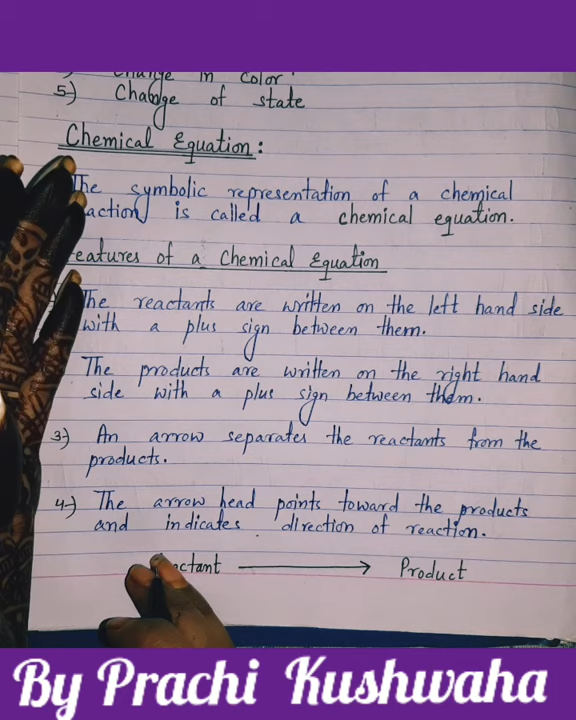 Change in color.
5) Change of state
Chemical Equation:
The symbolic representation of a chemical
action is called a chemical equation.
eatures of a Chemical Equation
The reactants are written on the left hand side
with a plus sign between them.
The products are written on the right hand
side with a plus sign between them.
3) An arrow separates the reactants from the
products.
4) The arrow head points toward the products
and indicates direction of reaction.
ctant ⟶ Product
By Prachi Kushwaha